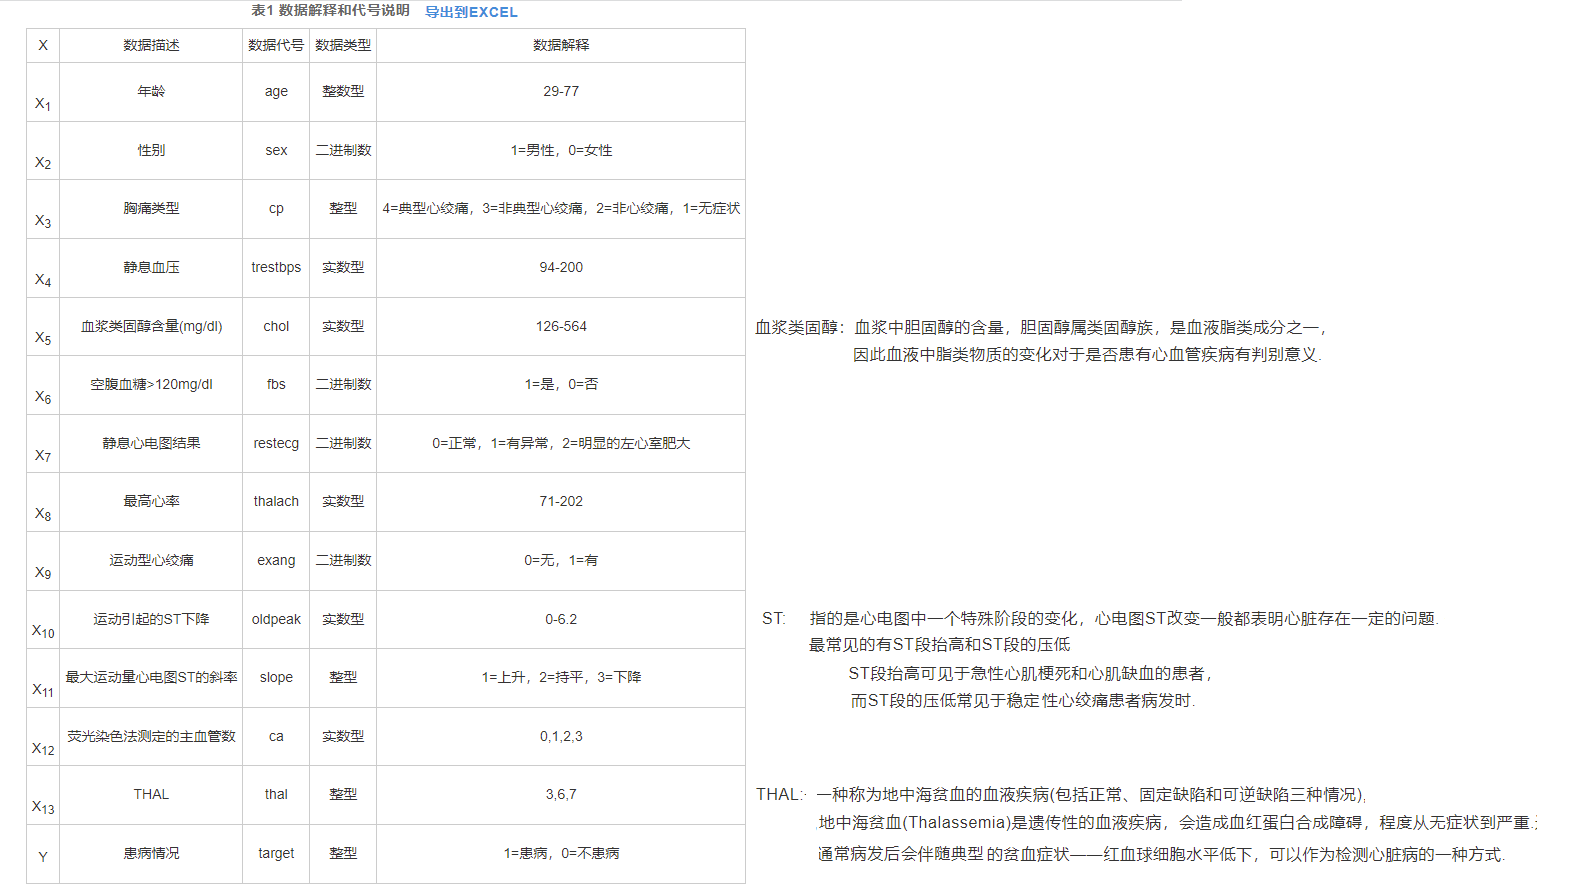 表1 数据解释和代号说明 导出到EXCEL
X 数据描述 数据代号 数据类型 数据解释
X1 年龄 age 整数型 29-77
X2 性别 sex 二进制数 1=男性，0=女性
X3 胸痛类型 cp 整型 4=典型心绞痛，3=非典型心绞痛，2=非心绞痛，1=无症状
X4 静息血压 trestbps 实数型 94-200
X5 血浆类固醇含量(mg/dl) chol 实数型 126-564
血浆类固醇：血浆中胆固醇的含量，胆固醇属类固醇族，是血液脂类成分之一，
因此血液中脂类物质的变化对于是否患有心血管疾病有判别意义.
X6 空腹血糖>120mg/dl fbs 二进制数 1=是，0=否
X7 静息心电图结果 restecg 二进制数 0=正常，1=有异常，2=明显的左心室肥大
X8 最高心率 thalach 实数型 71-202
X9 运动型心绞痛 exang 二进制数 0=无，1=有
X10 运动引起的ST下降 oldpeak 实数型 0-6.2
ST: 指的是心电图中一个特殊阶段的变化，心电图ST改变一般都表明心脏存在一定的问题.
最常见的有ST段抬高和ST段的压低
ST段抬高可见于急性心肌梗死和心肌缺血的患者，
而ST段的压低常见于稳定性心绞痛患者病发时.
X11 最大运动量心电图ST的斜率 slope 整型 1=上升，2=持平，3=下降
X12 荧光染色法测定的主血管数 ca 实数型 0,1,2,3
X13 THAL thal 整型 3,6,7
THAL: 一种称为地中海贫血的血液疾病(包括正常、固定缺陷和可逆缺陷三种情况),
地中海贫血(Thalassemia)是遗传性的血液疾病，会造成血红蛋白合成障碍，程度从无症状到严重.
通常病发后会伴随典型的贫血症状——红血球细胞水平低下，可以作为检测心脏病的一种方式.
Y 患病情况 target 整型 1=患病，0=不患病